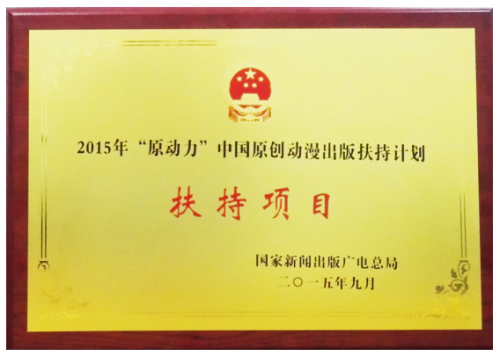 2015年“原动力”中国原创动漫出版扶持计划
扶持项目
国家新闻出版广电总局
二〇一五年九月